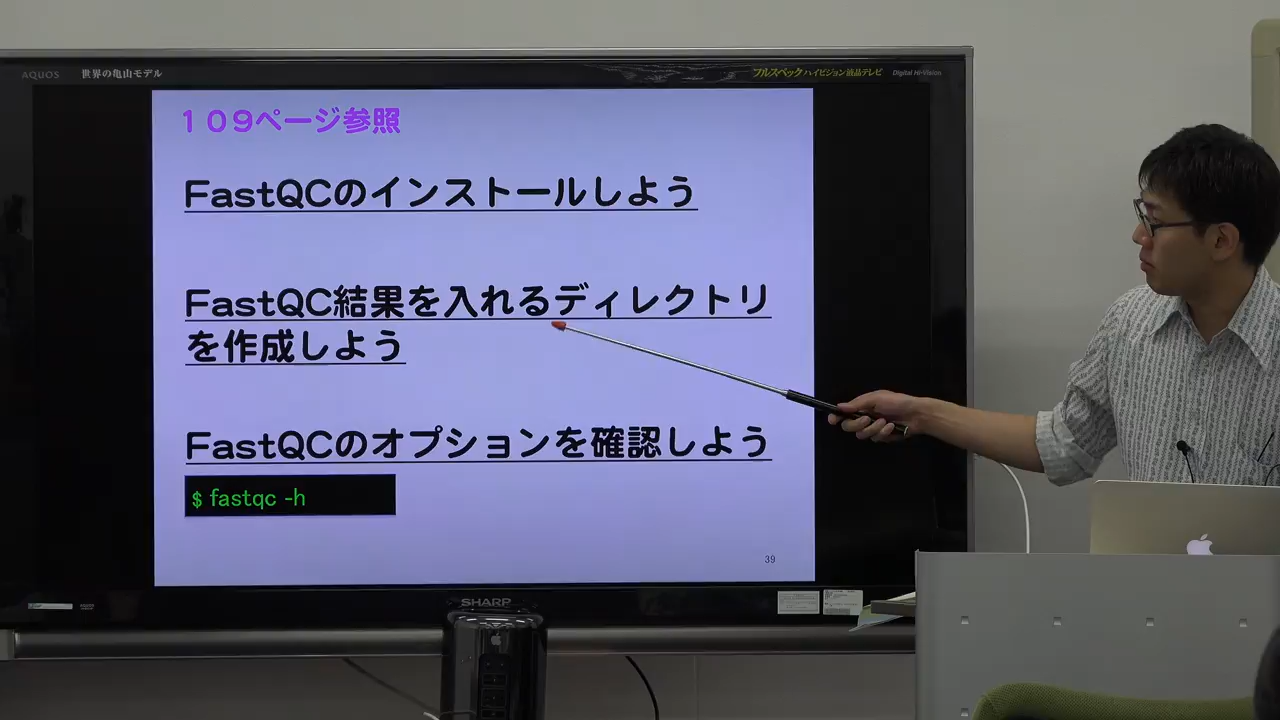 AQUOS 世界の亀山モデル
フルスペックハイビジョン液晶テレビ Digital Hi-Vision
109ページ参照
FastQCのインストールしよう
FastQC結果を入れるディレクトリ
を作成しよう
FastQCのオプションを確認しよう
$ fastqc -h
39
SHARP